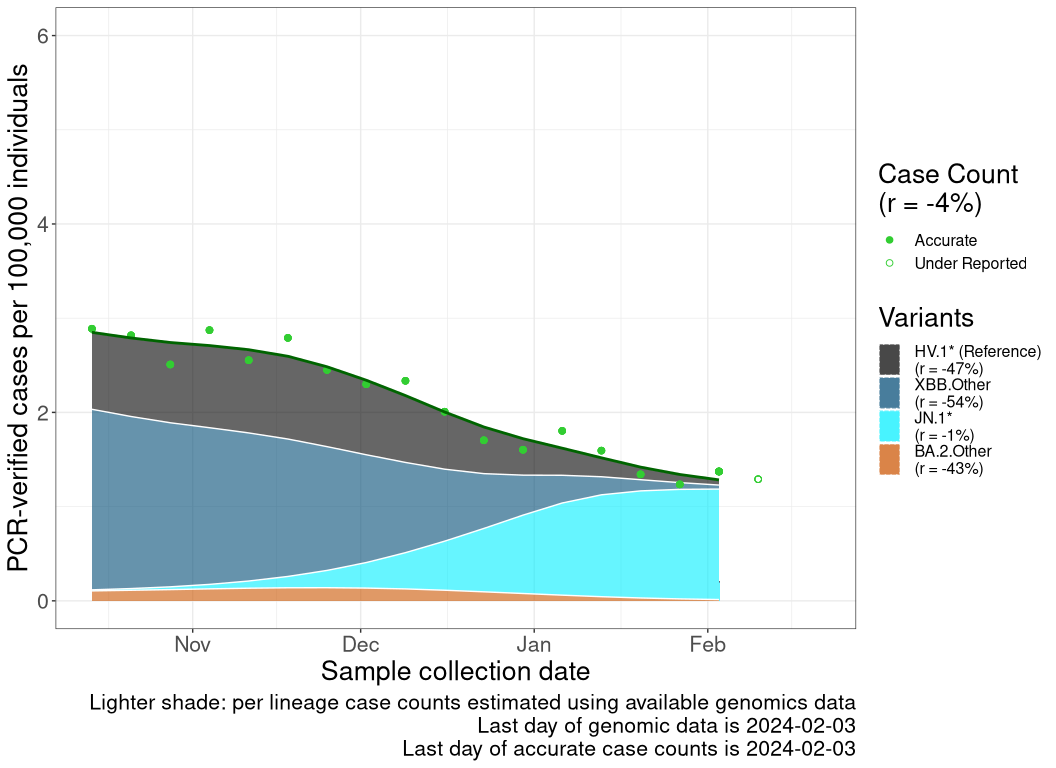 PCR-verified cases per 100,000 individuals
6
4
2
0
Nov
Dec
Jan
Feb
Sample collection date
Lighter shade: per lineage case counts estimated using available genomics data
Last day of genomic data is 2024-02-03
Last day of accurate case counts is 2024-02-03
Case Count
(r = -4%)
Accurate
Under Reported
Variants
HV.1* (Reference)
(r = -47%)
XBB.Other
(r = -54%)
JN.1*
(r = -1%)
BA.2.Other
(r = -43%)